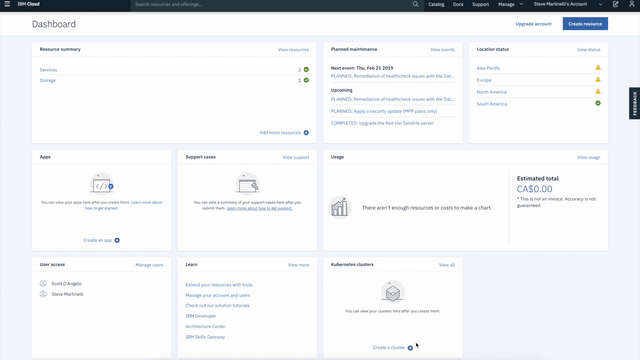 IBM Cloud
Search resources and offerings...
Catalog
Docs
Support
Manage
Steve Martinelli's Account
Dashboard
Upgrade account
Create resource
Resource summary
View resources
Services
2
Storage
1
Add more resources
Planned maintenance
View events
Next event: Thu, Feb 21 2019
PLANNED: Remediation of healthcheck issues with the Dat...
Upcoming
PLANNED: Remediation of healthcheck issues with the Dat...
PLANNED: Apply a security update (MPP plans only)
COMPLETED: Upgrade the Red Hat Satellite server
Location status
View status
Asia Pacific
Europe
North America
South America
FEEDBACK
Apps
You can view your apps here after you create them. Learn more about
how to get started.
Create an app
Support cases
View support
You can view a summary of your support cases here after you
submit them. Learn more about how to get support.
Usage
View usage
There aren't enough resources or costs to make a chart.
Estimated total
CA$0.00
* This is not an invoice. Accuracy is not
guaranteed.
User access
Manage users
Scott D'Angelo
Steve Martinelli
Learn
View more
Extend your resources with tools
Manage your account and users
Check out our solution tutorials
IBM Developer
Architecture Center
IBM Skills Gateway
Kubernetes clusters
View all
You can view your clusters here after you create them.
Create a cluster